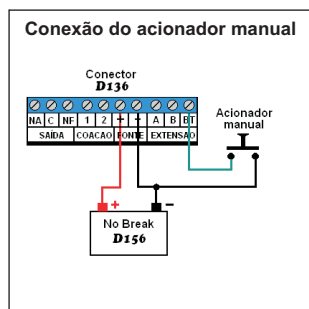 Conexão do acionador manual
Conector
D136
NA C NF 1 2 + - A B BT
SAÍDA COACAO FONTE EXTENSAO
Acionador
manual
+ -
No Break
D156